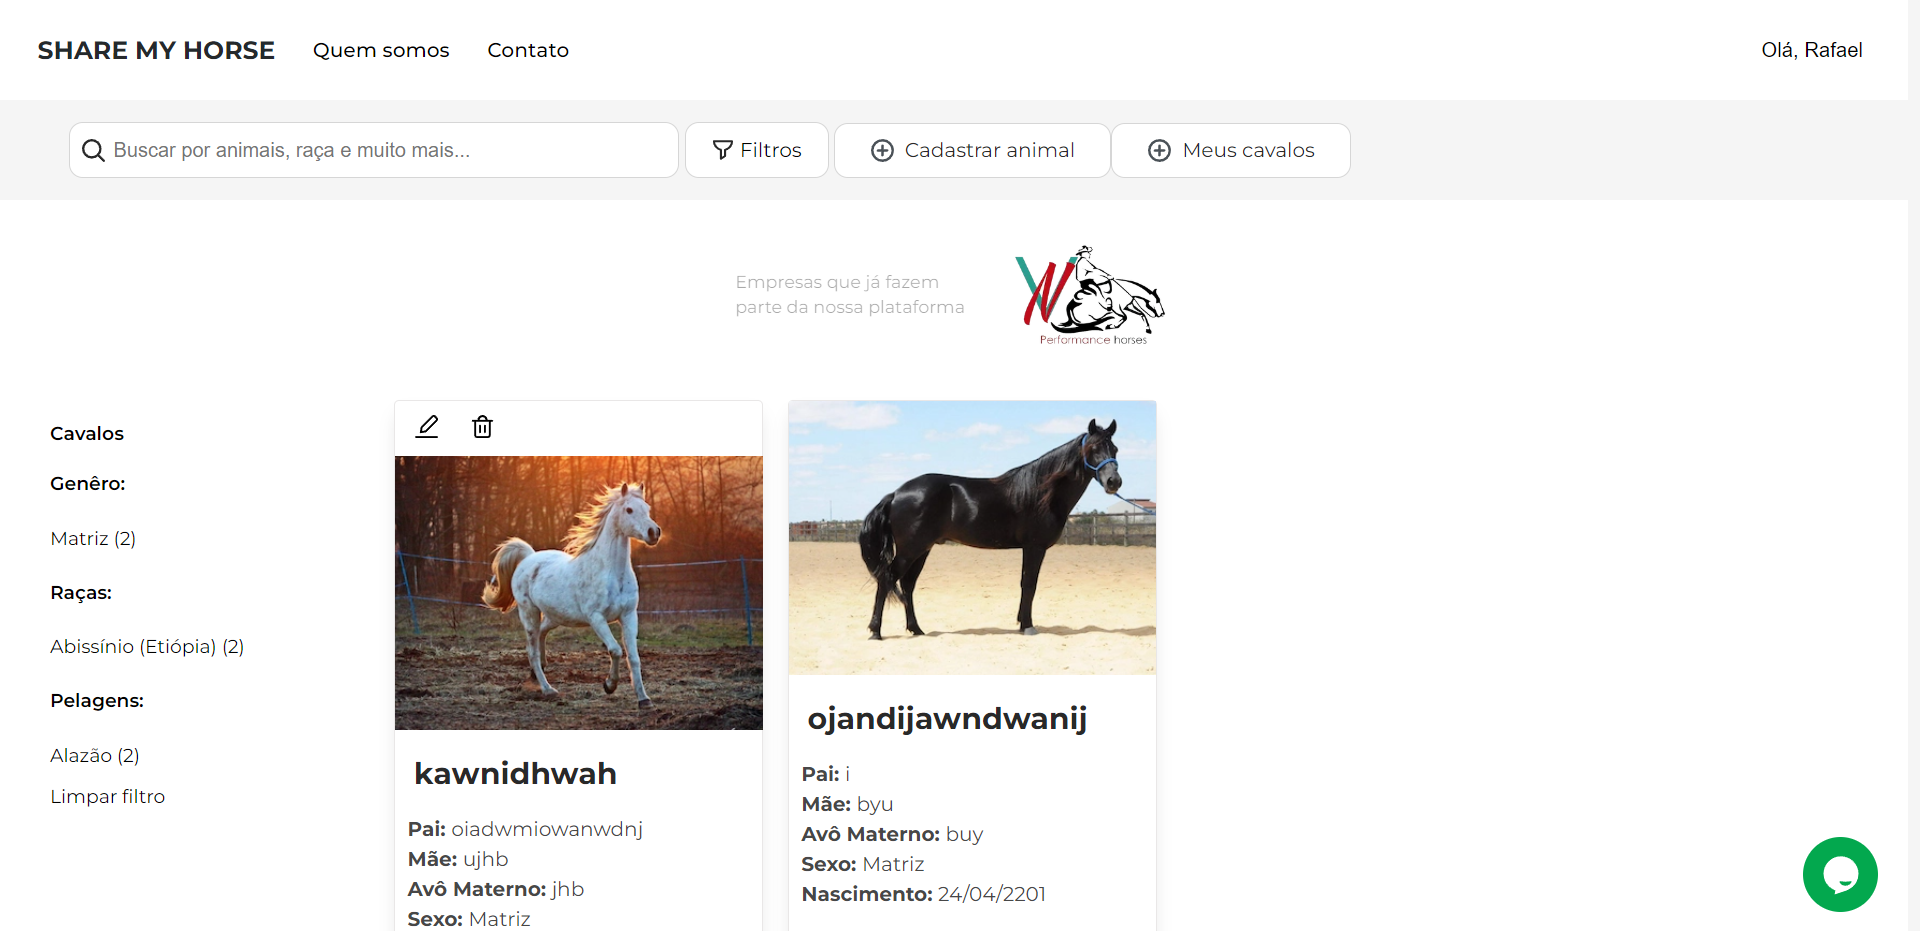 SHARE MY HORSE Quem somos Contato Olá, Rafael
Buscar por animais, raça e muito mais... Filtros Cadastrar animal Meus cavalos
Empresas que já fazem
parte da nossa plataforma
Performance horses
Cavalos
Genêro:
Matriz (2)
Raças:
Abissínio (Etiópia) (2)
Pelagens:
Alazão (2)
Limpar filtro
kawnidhwah
Pai: oiadwmiowanwdnj
Mãe: ujhb
Avô Materno: jhb
Sexo: Matriz
ojandijawndwanij
Pai: i
Mãe: byu
Avô Materno: buy
Sexo: Matriz
Nascimento: 24/04/2201